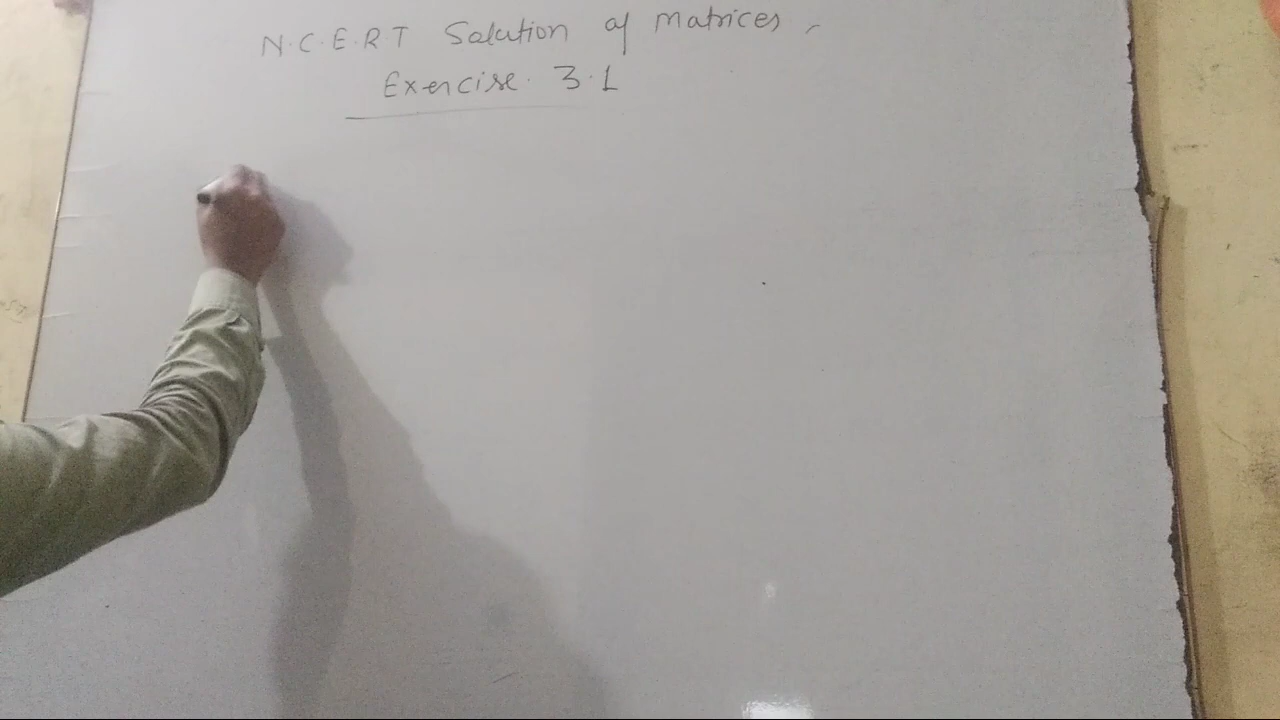 N.C.E.R.T Solution of Matrices,
Exercise 3.1